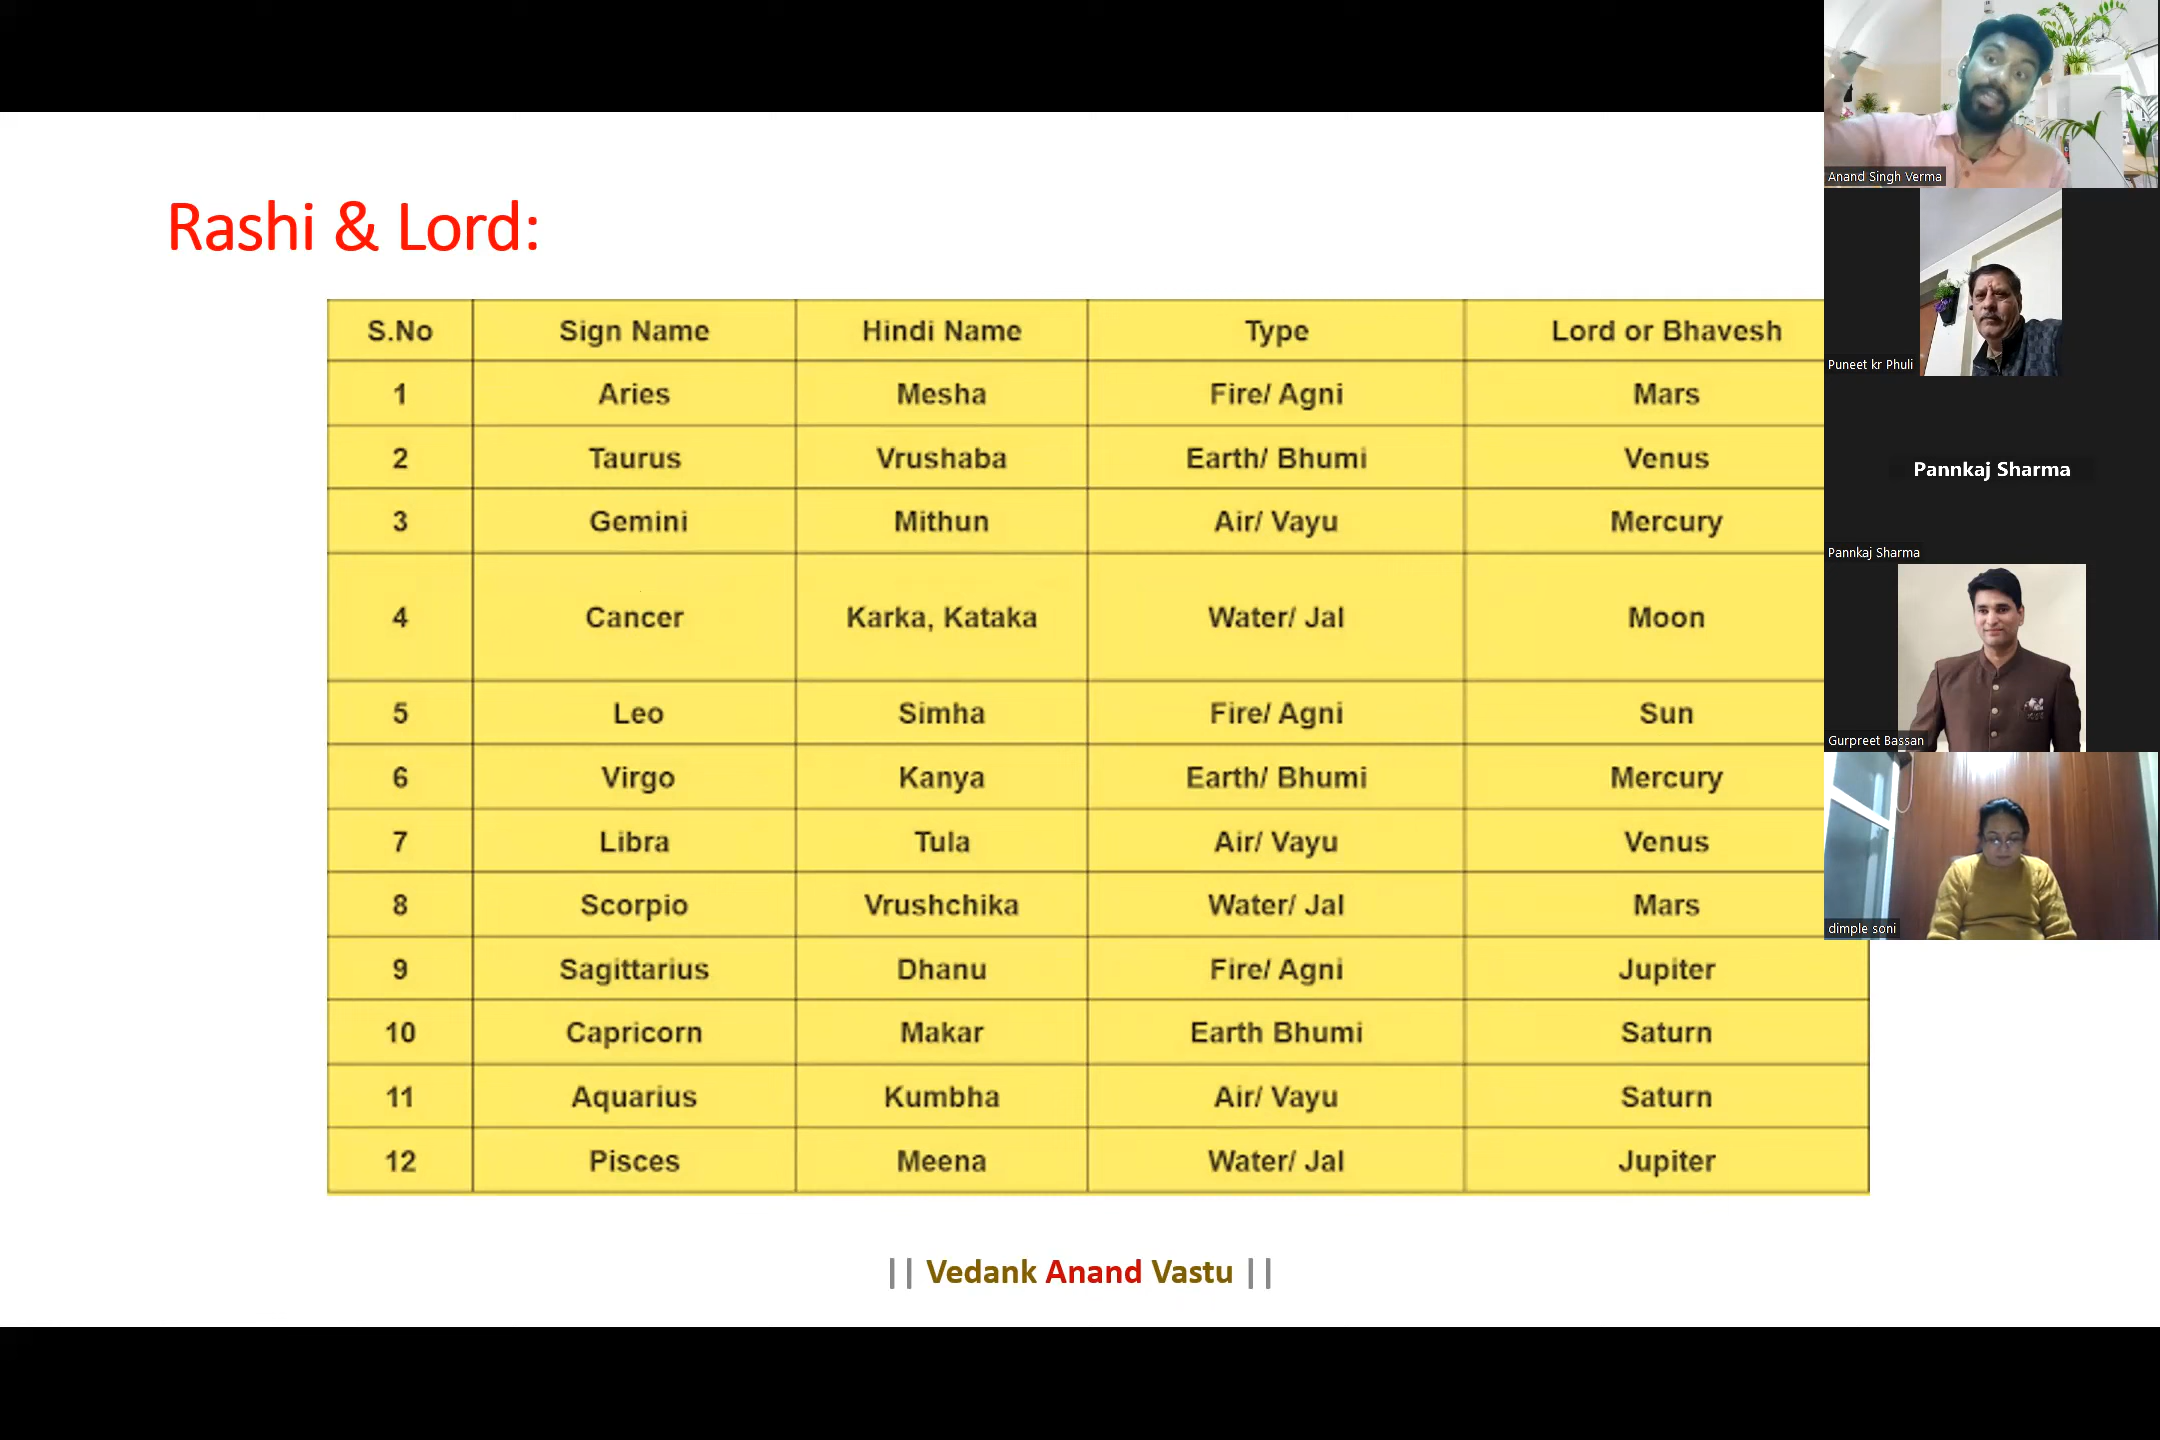 Rashi & Lord:
S.No Sign Name Hindi Name Type Lord or Bhavesh
1 Aries Mesha Fire/ Agni Mars
2 Taurus Vrushaba Earth/ Bhumi Venus
3 Gemini Mithun Air/ Vayu Mercury
4 Cancer Karka, Kataka Water/ Jal Moon
5 Leo Simha Fire/ Agni Sun
6 Virgo Kanya Earth/ Bhumi Mercury
7 Libra Tula Air/ Vayu Venus
8 Scorpio Vrushchika Water/ Jal Mars
9 Sagittarius Dhanu Fire/ Agni Jupiter
10 Capricorn Makar Earth Bhumi Saturn
11 Aquarius Kumbha Air/ Vayu Saturn
12 Pisces Meena Water/ Jal Jupiter
|| Vedank Anand Vastu ||
Anand Singh Verma
Puneet kr Phuli
Pannkaj Sharma
Pannkaj Sharma
Gurpreet Bassan
dimple soni